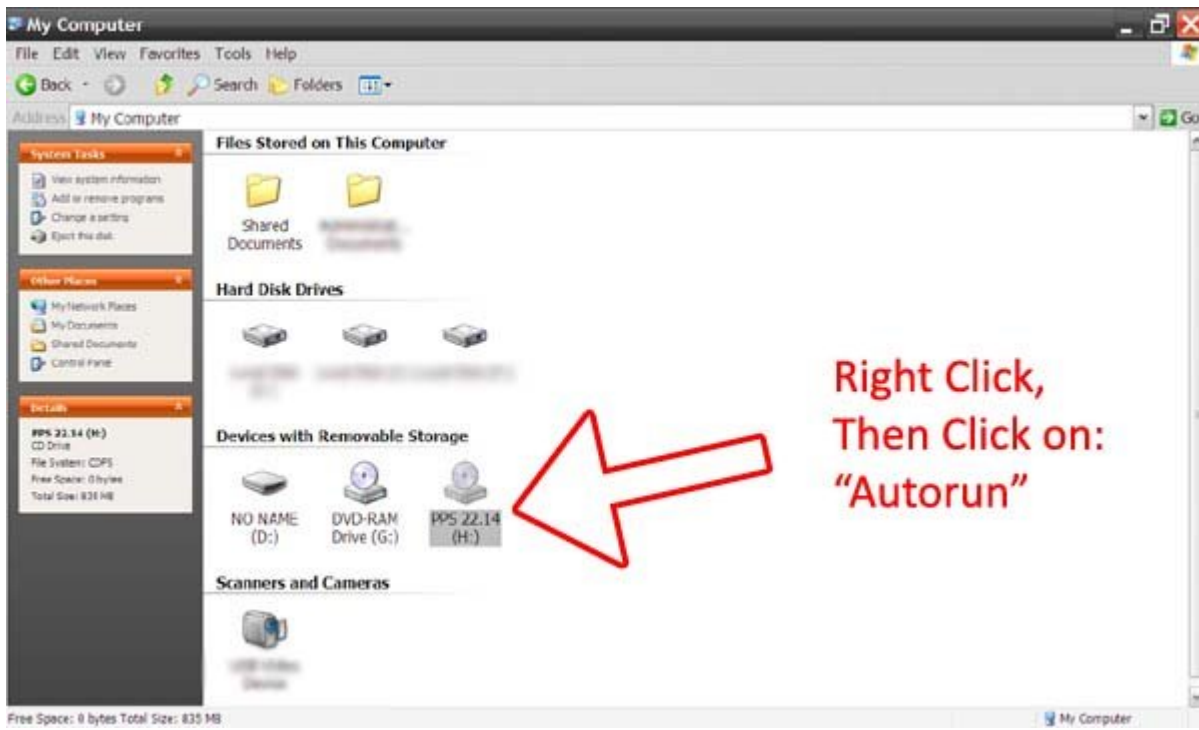 My Computer
File Edit View Favorites Tools Help
Back Search Folders
Address My Computer Go
System Tasks
View system information
Add or remove programs
Change a setting
Eject this disk
Other Places
My Network Places
My Documents
Shared Documents
Control Panel
Details
PPS 22.14 (H:)
CD Drive
File System: CDFS
Free Space: 0 bytes
Total Size: 835 MB
Files Stored on This Computer
Shared
Documents
Hard Disk Drives
Devices with Removable Storage
NO NAME
(D:)
DVD-RAM
Drive (G:)
PPS 22.14
(H:)
Scanners and Cameras
Right Click,
Then Click on:
“Autorun”
Free Space: 0 bytes Total Size: 835 MB
My Computer